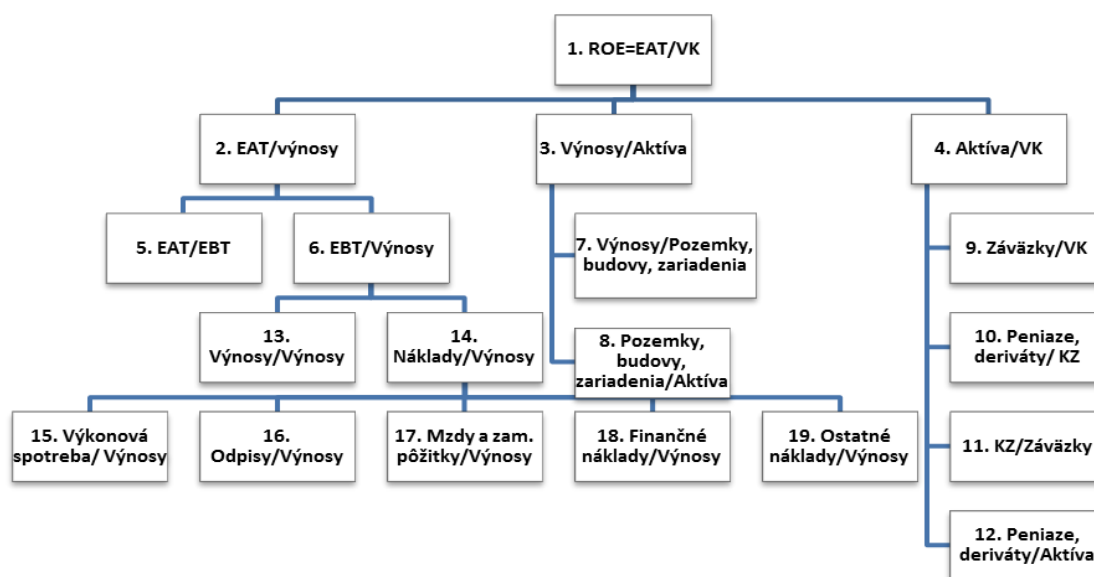 1. ROE=EAT/VK
2. EAT/výnosy
3. Výnosy/Aktíva
4. Aktíva/VK
5. EAT/EBT
6. EBT/Výnosy
7. Výnosy/Pozemky,
budovy, zariadenia
9. Záväzky/VK
13.
Výnosy/Výnosy
14.
Náklady/Výnosy
8. Pozemky,
budovy,
zariadenia/Aktíva
10. Peniaze,
deriváty/ KZ
15. Výkonová
spotreba/ Výnosy
16.
Odpisy/Výnosy
17. Mzdy a zam.
pôžitky/Výnosy
18. Finančné
náklady/Výnosy
19. Ostatné
náklady/Výnosy
11. KZ/Záväzky
12. Peniaze,
deriváty/Aktíva